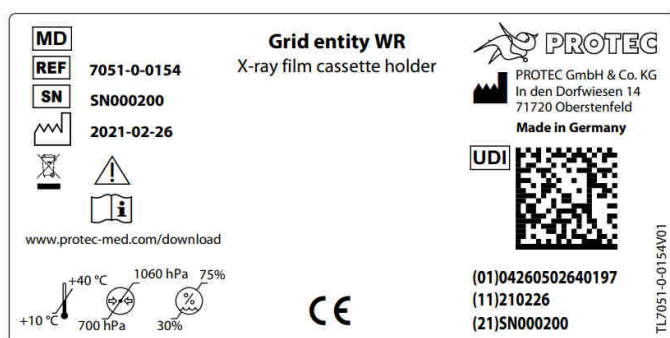 MD
REF 7051-0-0154
SN SN000200
2021-02-26
www.protec-med.com/download
+40 °C
+10 °C
1060 hPa
700 hPa
75%
%
30%
Grid entity WR
X-ray film cassette holder
CE
PROTEC
PROTEC GmbH & Co. KG
In den Dorfwiesen 14
71720 Oberstenfeld
Made in Germany
UDI
(01)04260502640197
(11)210226
(21)SN000200
TL7051-0-0154V01